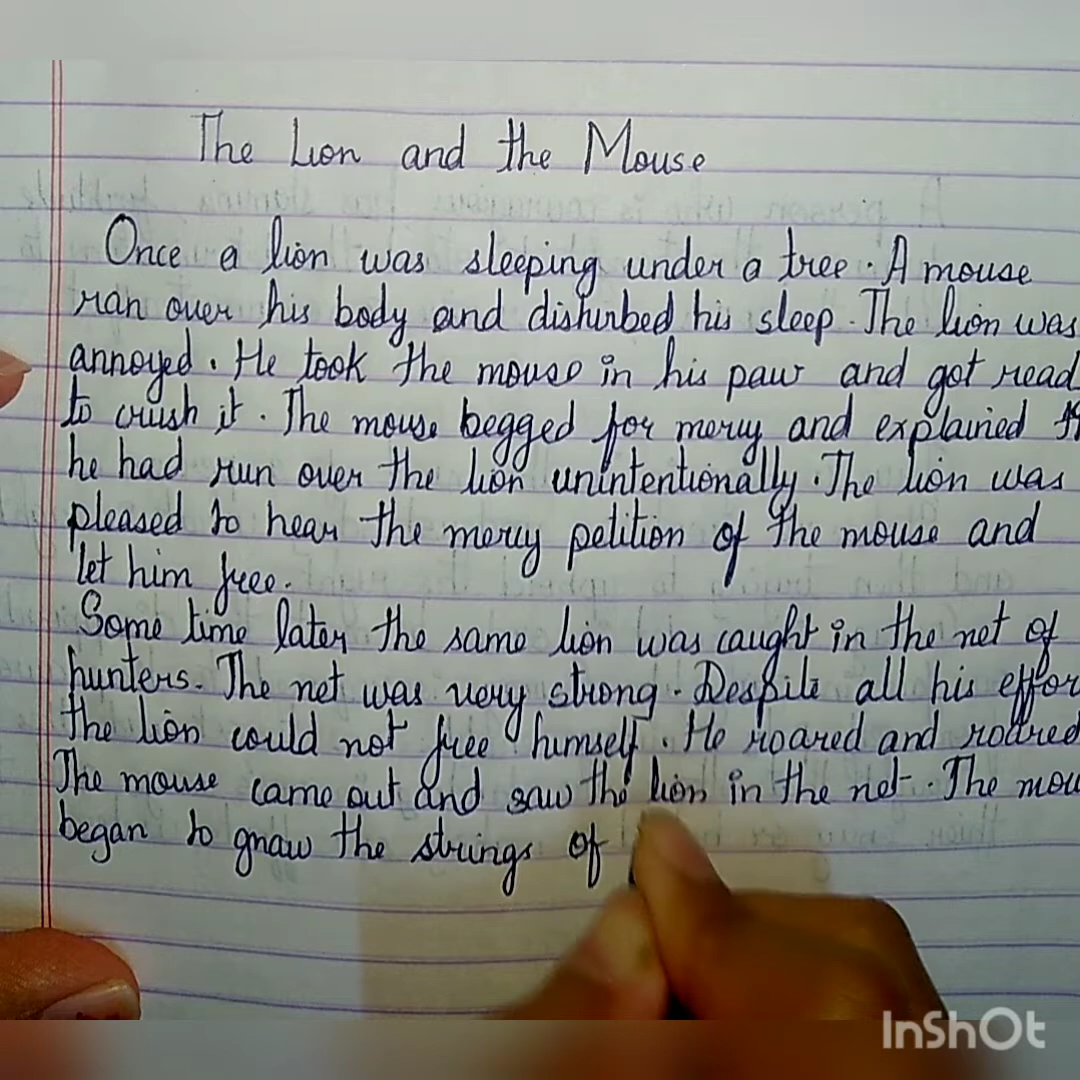 The Lion and the Mouse
Once a lion was sleeping under a tree. A mouse
ran over his body and disturbed his sleep. The lion was
annoyed. He took the mouse in his paw and got read
to crush it. The mouse begged for mercy and explained th
he had run over the lion unintentionally. The lion was
pleased to hear the mercy petition of the mouse and
let him free.
Some time later the same lion was caught in the net of
hunters. The net was very strong. Despite all his effor
the lion could not free himself. He roared and roared
The mouse came out and saw the lion in the net. The mou
began to gnaw the strings of
InShOt